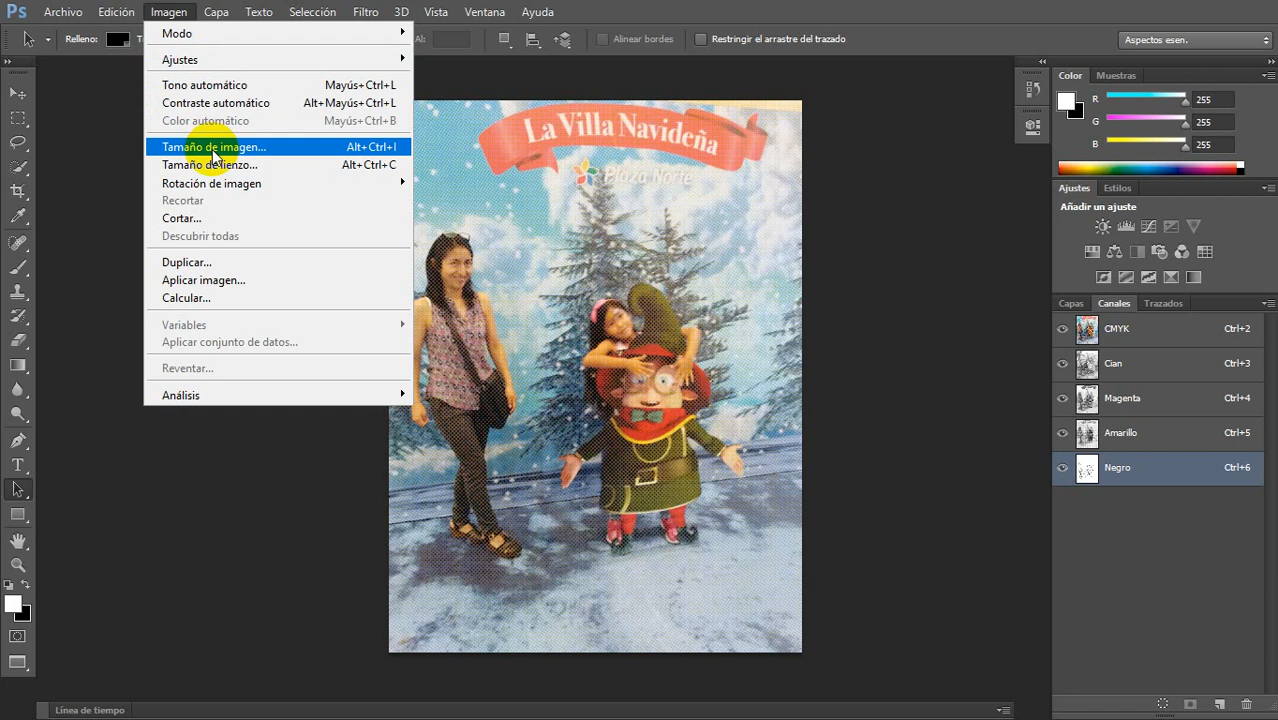 Ps Archivo Edición Imagen Capa Texto Selección Filtro 3D Vista Ventana Ayuda
Relleno: Al: Alinear bordes Restringir el arrastre del trazado Aspectos esen.
Modo
Ajustes
Tono automático Mayús+Ctrl+L
Contraste automático Alt+Mayús+Ctrl+L
Color automático Mayús+Ctrl+B
Tamaño de imagen... Alt+Ctrl+I
Tamaño de lienzo... Alt+Ctrl+C
Rotación de imagen
Recortar
Cortar...
Descubrir todas
Duplicar...
Aplicar imagen...
Calcular...
Variables
Aplicar conjunto de datos...
Reventar...
Análisis
La Villa Navideña
Plaza Norte
Color Muestras
R 255
G 255
B 255
Ajustes Estilos
Añadir un ajuste
Capas Canales Trazados
CMYK Ctrl+2
Cian Ctrl+3
Magenta Ctrl+4
Amarillo Ctrl+5
Negro Ctrl+6
Línea de tiempo